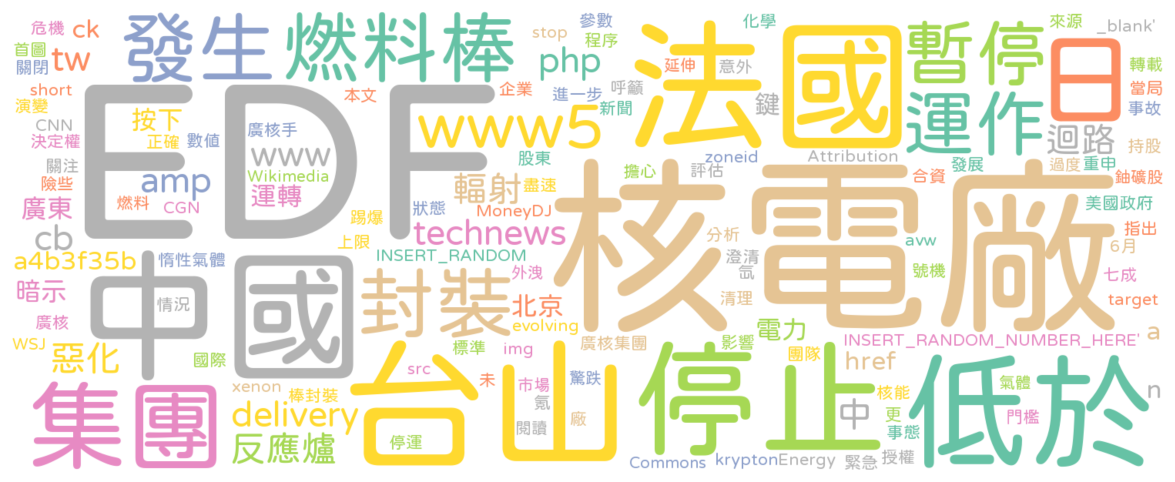 危機 ck 發生 燃料棒 stop 參數 化學 來源 _blank'
首圖 tw 程序 法國 暫停 日 轉載
關閉 php 延伸 意外 當局
short 本文 企業 呼籲 運作 事故
演變 EDF 按下 進一步 新聞 鍵 迴路 持股
CNN 正確 數值 廣核手 www5
決定權 www 股東 zoneid Attribution 發展 過度 重申
關注 Wikimedia 輻射 盡速 擔心 評估 合資 鈾礦股
險些 amp 運轉 核電廠 美國政府
燃料 CGN 狀態 MoneyDJ
廣東 踢爆 technews 分析 avw 指出
cb 上限 澄清 6月
a4b3f35b 惰性氣體 INSERT_RANDOM 氙 號機 七成
暗示 中國 封裝 外洩 清理 target
情況 北京
廣核 evolving 電力 a
WSJ 惡化 國際 標準 img 廣核集團 影響 INSERT_RANDOM_NUMBER_HERE'
台山 停止 團隊 href 低於
xenon 棒封裝 src 未 市場 驚跌 核能 氣體 n
集團 delivery 氪 中 更 門檻
反應爐 停運 閱讀 廠 事態
Commons krypton Energy 緊急 授權